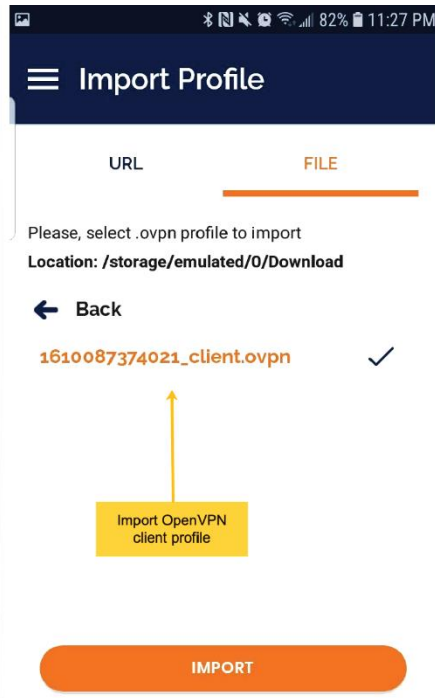 82% 11:27 PM
Import Profile
URL FILE
Please, select .ovpn profile to import
Location: /storage/emulated/0/Download
Back
1610087374021_client.ovpn
Import OpenVPN
client profile
IMPORT